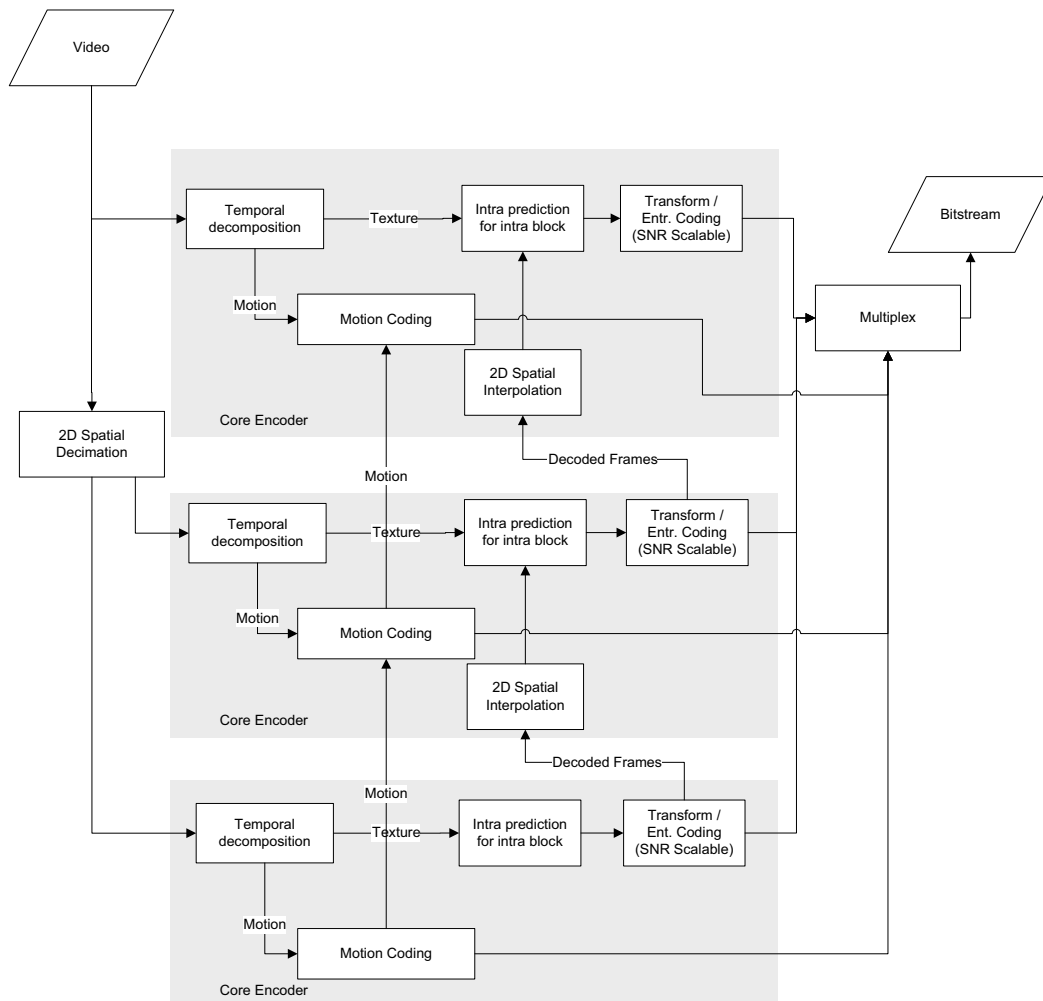 Video
Temporal
decomposition
Texture
Intra prediction
for intra block
Transform /
Entr. Coding
(SNR Scalable)
Bitstream
Motion
Motion Coding
Multiplex
2D Spatial
Interpolation
Core Encoder
2D Spatial
Decimation
Decoded Frames
Motion
Temporal
decomposition
Texture
Intra prediction
for intra block
Transform /
Entr. Coding
(SNR Scalable)
Motion
Motion Coding
2D Spatial
Interpolation
Core Encoder
Decoded Frames
Motion
Temporal
decomposition
Texture
Intra prediction
for intra block
Transform /
Ent. Coding
(SNR Scalable)
Motion
Motion Coding
Core Encoder